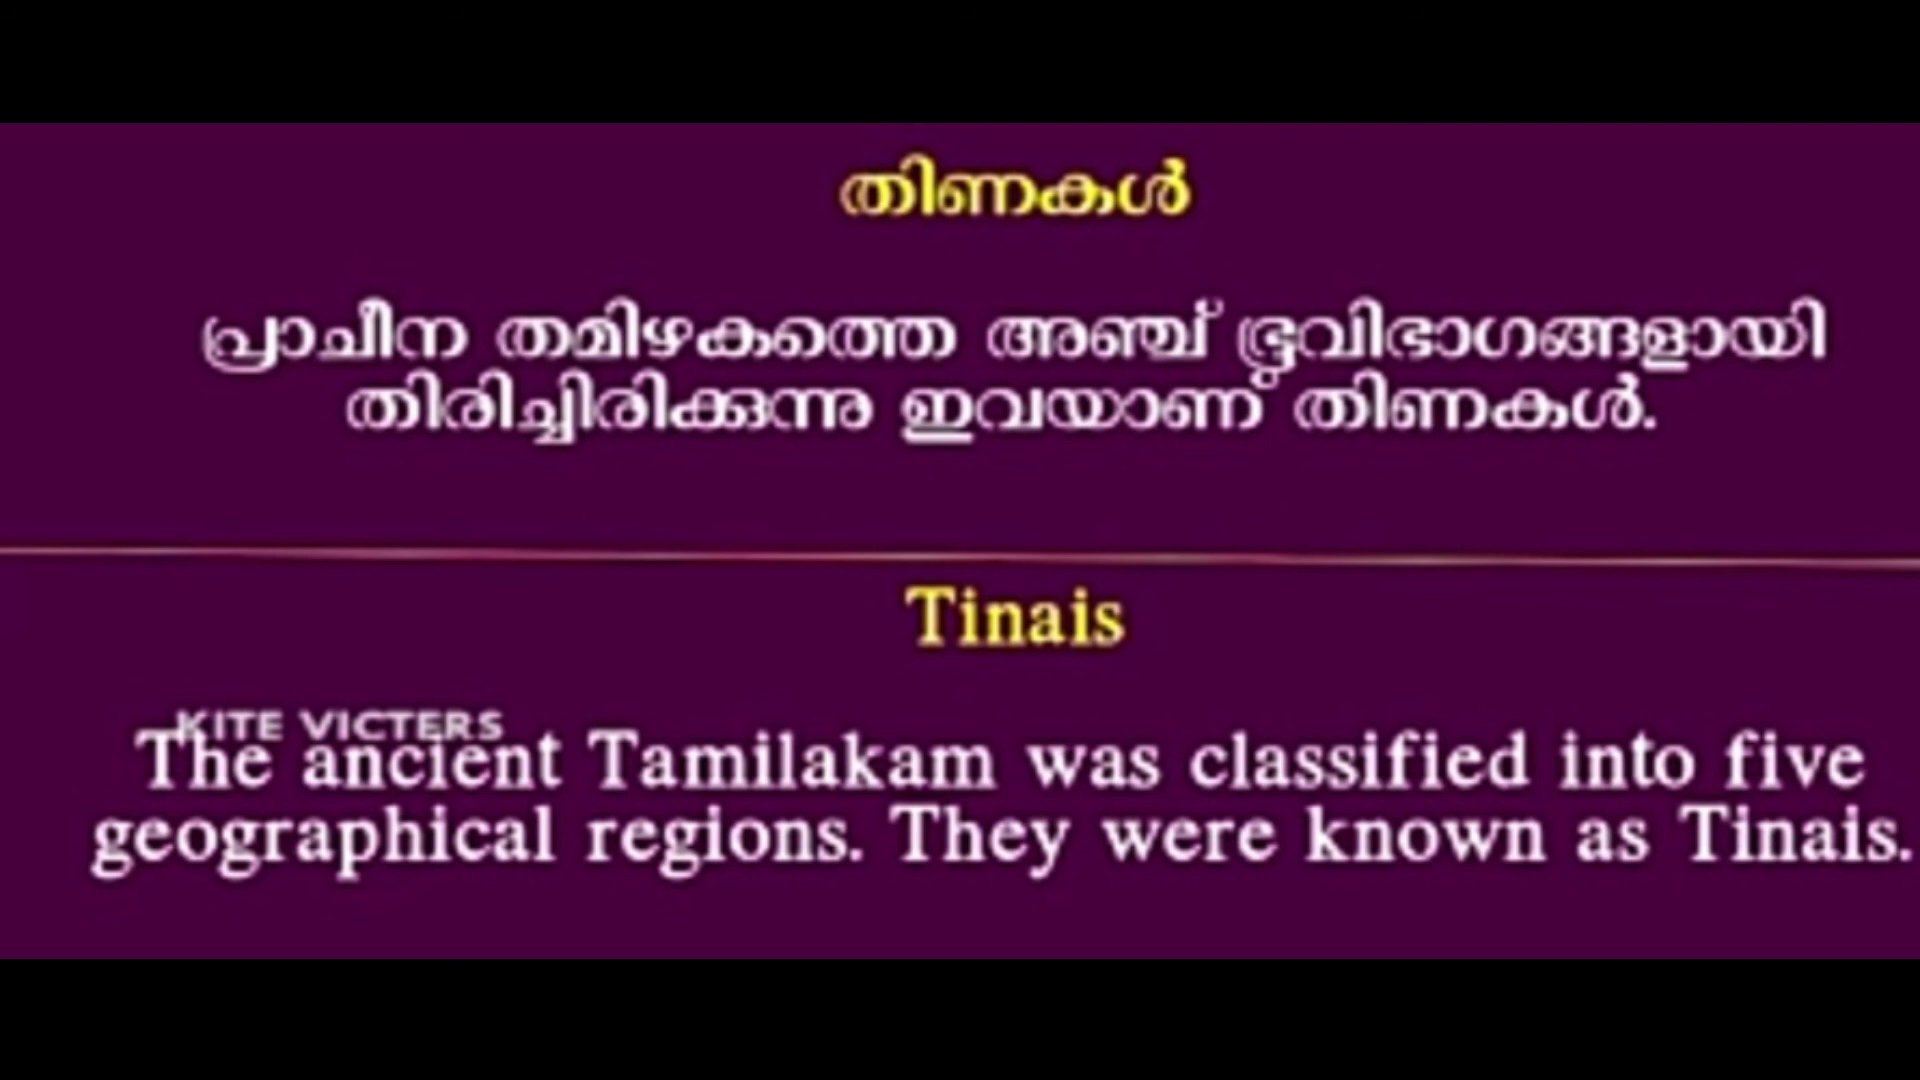 തിണകൾ
പ്രാചീന തമിഴകത്തെ അഞ്ച് ഭൂവിഭാഗങ്ങളായി
തിരിച്ചിരിക്കുന്നു ഇവയാണ് തിണകൾ.
Tinais
KITE VICTERS
The ancient Tamilakam was classified into five
geographical regions. They were known as Tinais.